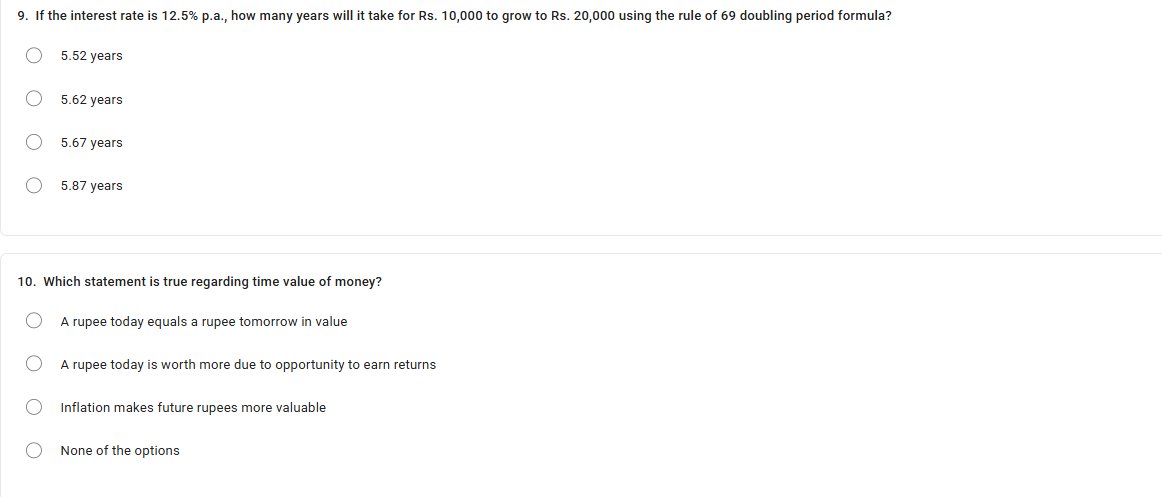 9. If the interest rate is 12.5% p.a., how many years will it take for Rs. 10,000 to grow to Rs. 20,000 using the rule of 69 doubling period formula?
5.52 years
5.62 years
5.67 years
5.87 years
10. Which statement is true regarding time value of money?
A rupee today equals a rupee tomorrow in value
A rupee today is worth more due to opportunity to earn returns
Inflation makes future rupees more valuable
None of the options